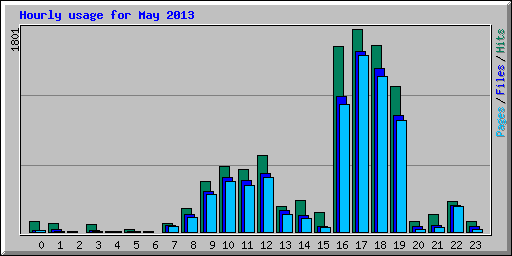 Hourly usage for May 2013
1801
Pages/Files/Hits
0 1 2 3 4 5 6 7 8 9 10 11 12 13 14 15 16 17 18 19 20 21 22 23